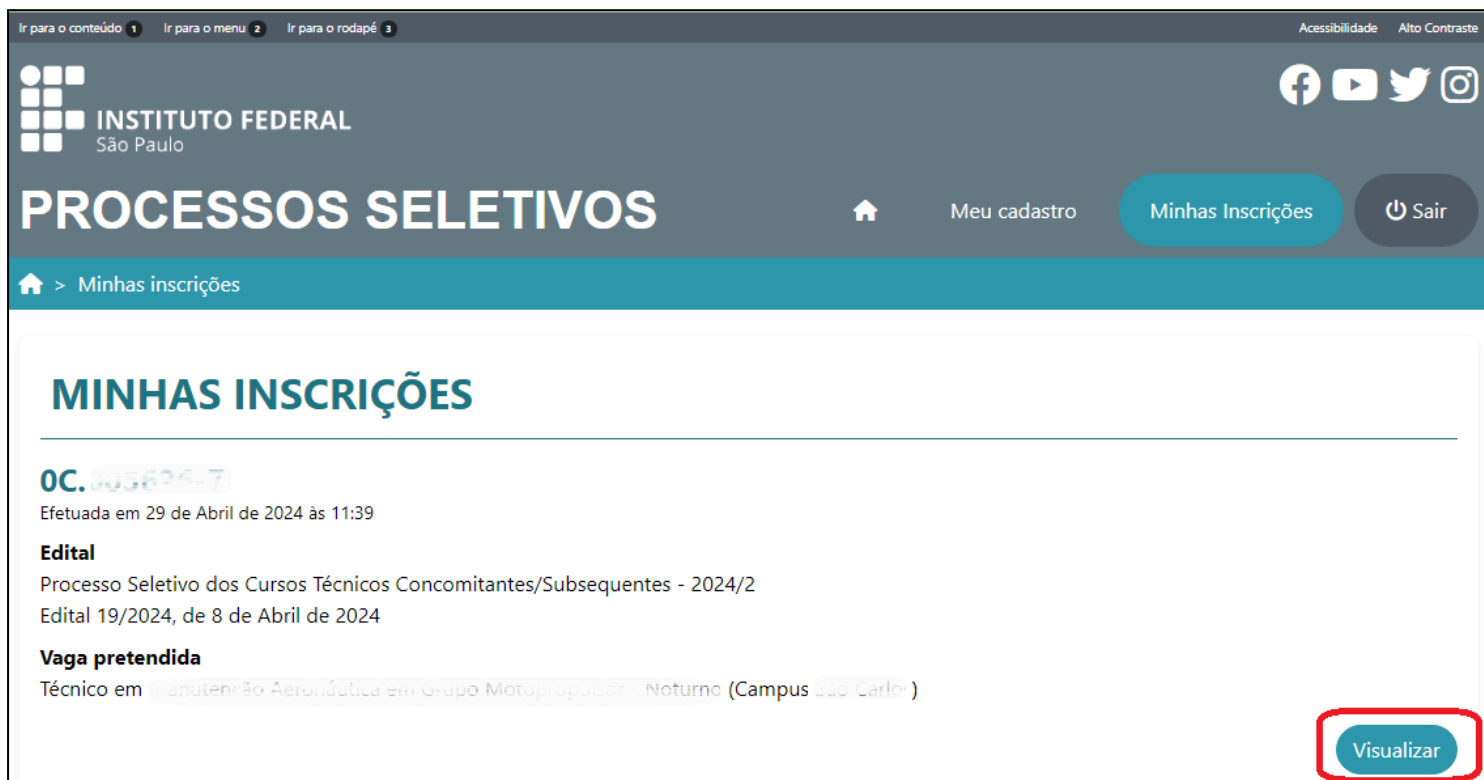 Ir para o conteúdo 1 Ir para o menu 2 Ir para o rodapé 3 Acessibilidade Alto Contraste
INSTITUTO FEDERAL
São Paulo
PROCESSOS SELETIVOS Meu cadastro Minhas Inscrições Sair
> Minhas inscrições
MINHAS INSCRIÇÕES
0C.
Efetuada em 29 de Abril de 2024 às 11:39
Edital
Processo Seletivo dos Cursos Técnicos Concomitantes/Subsequentes - 2024/2
Edital 19/2024, de 8 de Abril de 2024
Vaga pretendida
Técnico em Noturno (Campus )
Visualizar